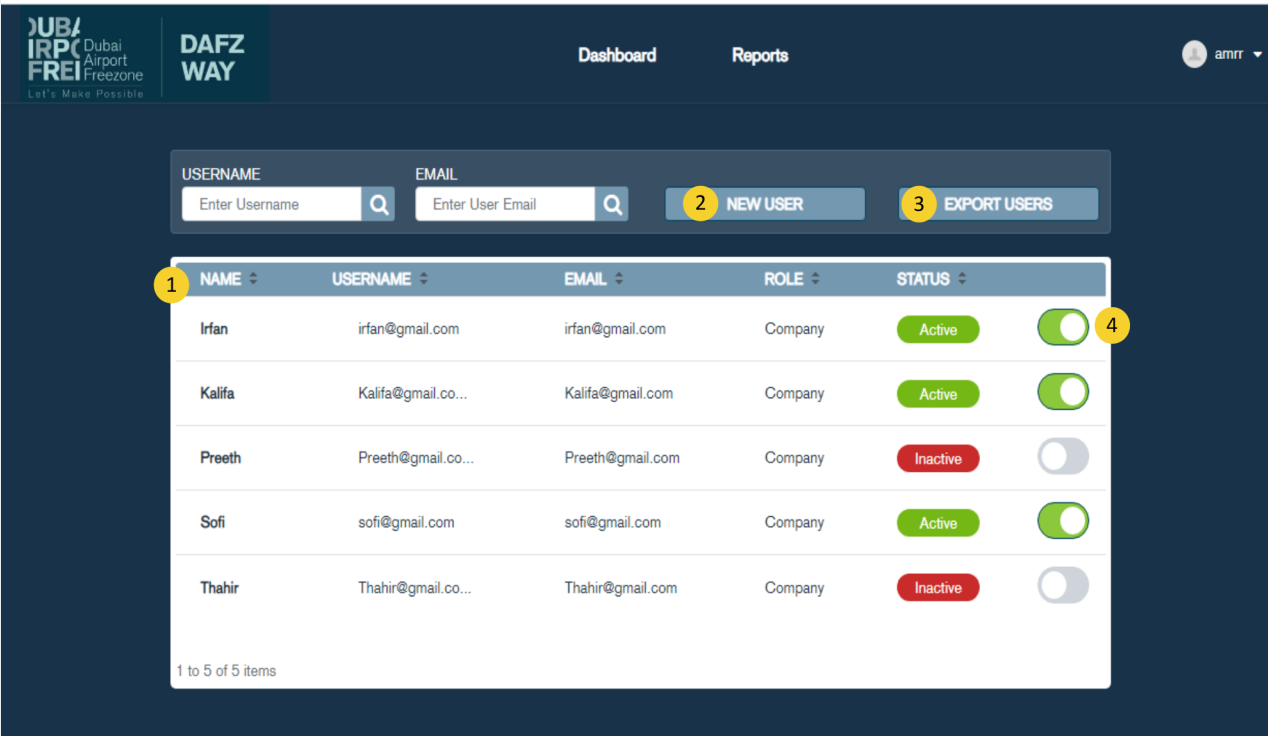 DUBA
IRPO
FREI
Dubai
Airport
Freezone
Let's Make Possible
DAFZ
WAY
Dashboard
Reports
amrr
USERNAME
EMAIL
Enter Username
Enter User Email
2 NEW USER
3 EXPORT USERS
1 NAME USERNAME EMAIL ROLE STATUS
Irfan irfan@gmail.com irfan@gmail.com Company Active 4
Kalifa Kalifa@gmail.co... Kalifa@gmail.com Company Active
Preeth Preeth@gmail.co... Preeth@gmail.com Company Inactive
Sofi sofi@gmail.com sofi@gmail.com Company Active
Thahir Thahir@gmail.co... Thahir@gmail.com Company Inactive
1 to 5 of 5 items